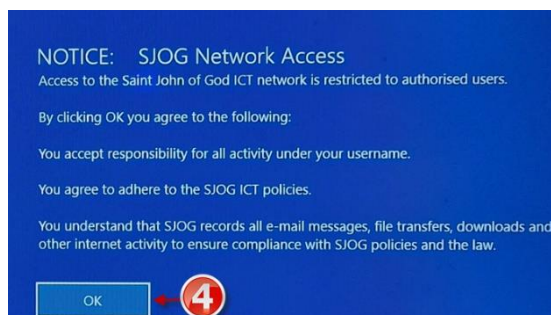 NOTICE: SJOG Network Access
Access to the Saint John of God ICT network is restricted to authorised users.
By clicking OK you agree to the following:
You accept responsibility for all activity under your username.
You agree to adhere to the SJOG ICT policies.
You understand that SJOG records all e-mail messages, file transfers, downloads and
other internet activity to ensure compliance with SJOG policies and the law.
OK
4